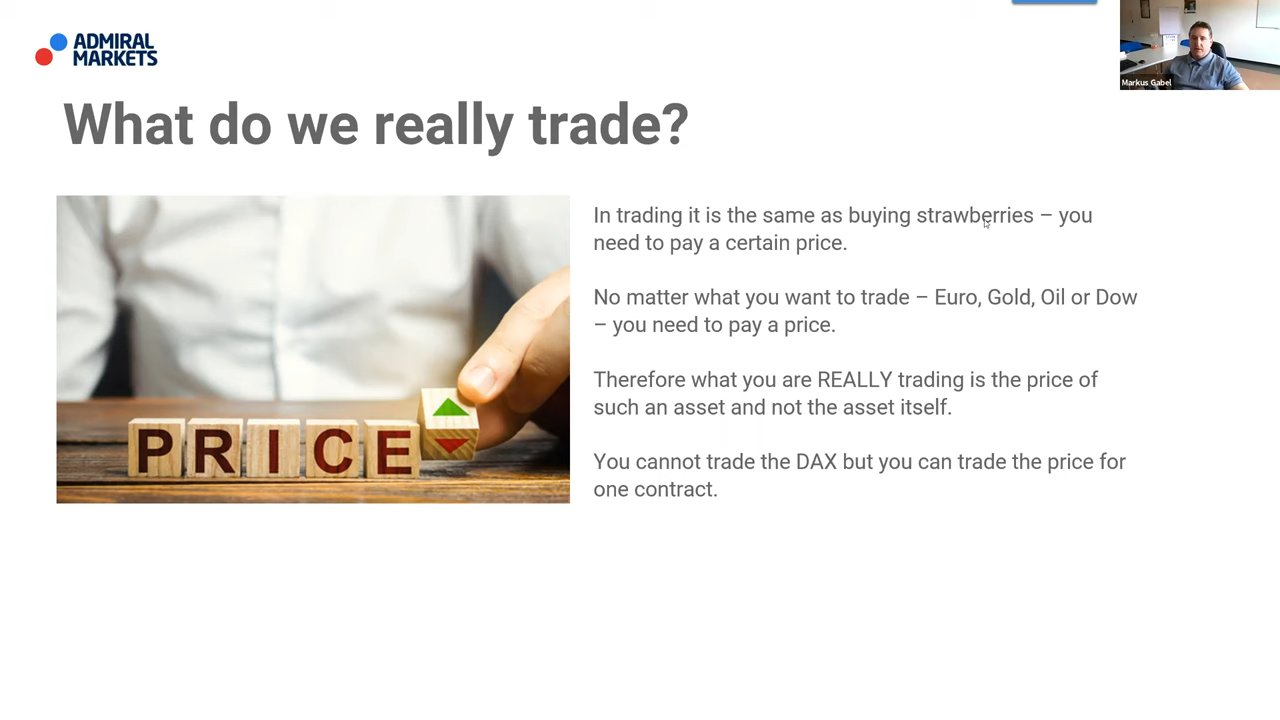 ADMIRAL
MARKETS
Markus Gabel
What do we really trade?
PRICE
In trading it is the same as buying strawberries – you
need to pay a certain price.
No matter what you want to trade – Euro, Gold, Oil or Dow
– you need to pay a price.
Therefore what you are REALLY trading is the price of
such an asset and not the asset itself.
You cannot trade the DAX but you can trade the price for
one contract.